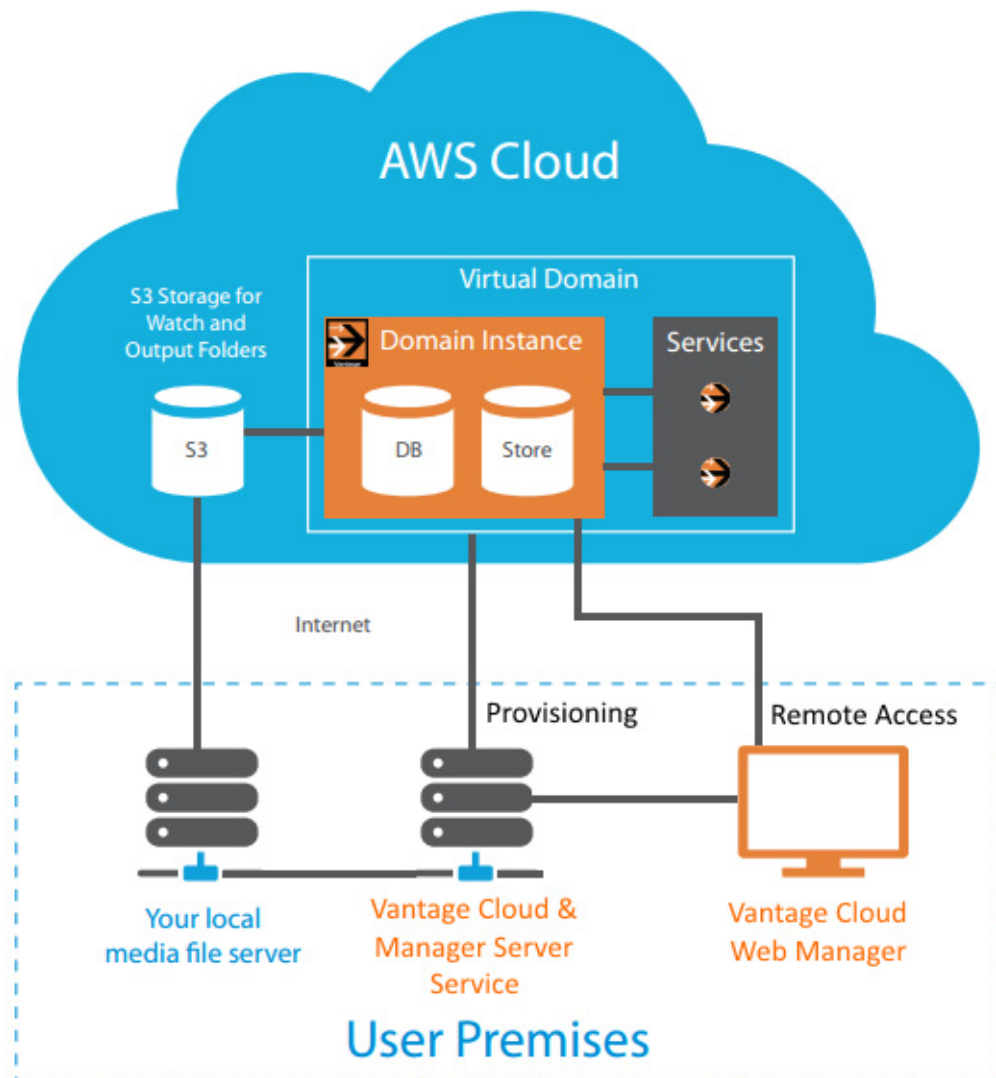 AWS Cloud
Virtual Domain
S3 Storage for
Watch and
Output Folders
Domain Instance
Services
Vantage
S3
DB
Store
Internet
Provisioning
Remote Access
Your local
media file server
Vantage Cloud &
Manager Server
Service
Vantage Cloud
Web Manager
User Premises